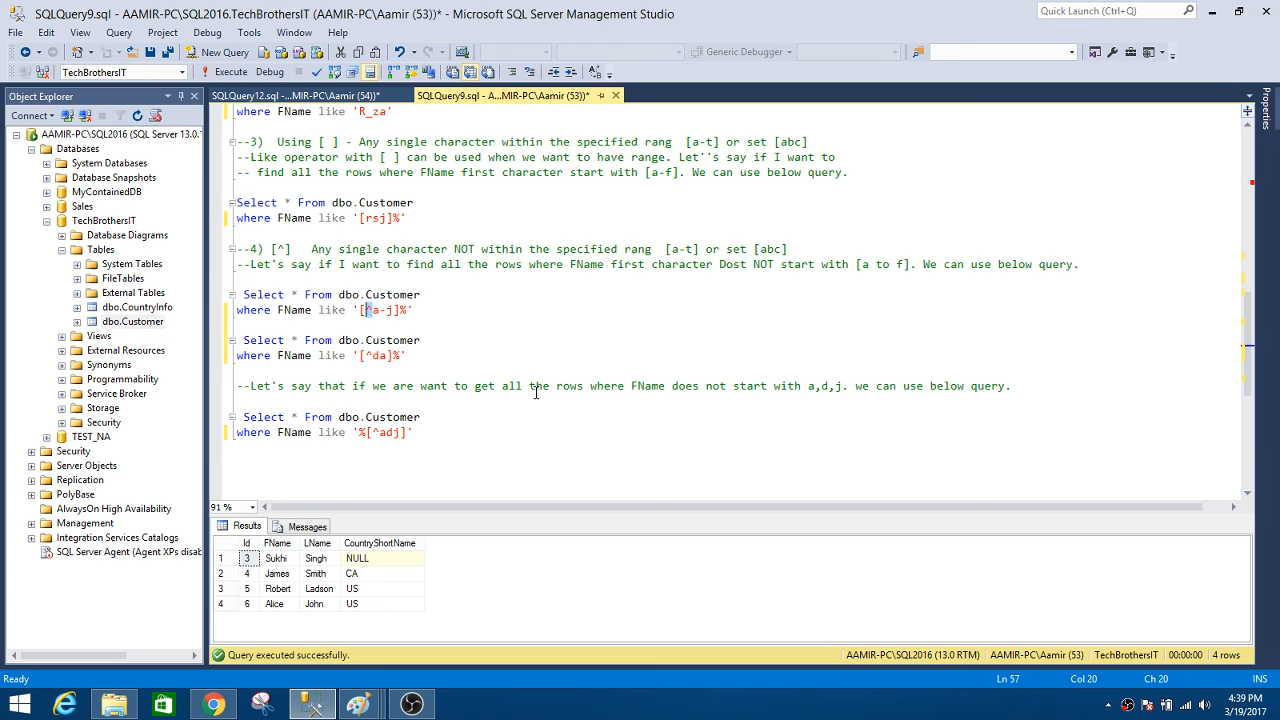 SQLQuery9.sql - AAMIR-PC\SQL2016.TechBrothersIT (AAMIR-PC\Aamir (53))* - Microsoft SQL Server Management Studio
Quick Launch (Ctrl+Q)
File Edit View Query Project Debug Tools Window Help
New Query
Generic Debugger
TechBrothersIT
Execute Debug
Object Explorer
SQLQuery12.sql -...MIR-PC\Aamir (54))*
SQLQuery9.sql - A...MIR-PC\Aamir (53))*
Properties
Connect
AAMIR-PC\SQL2016 (SQL Server 13.0.
Databases
System Databases
Database Snapshots
MyContainedDB
Sales
TechBrothersIT
Database Diagrams
Tables
System Tables
FileTables
External Tables
dbo.CountryInfo
dbo.Customer
Views
External Resources
Synonyms
Programmability
Service Broker
Storage
Security
TEST_NA
Security
Server Objects
Replication
PolyBase
AlwaysOn High Availability
Management
Integration Services Catalogs
SQL Server Agent (Agent XPs disab
where FName like 'R_za'
--3)  Using [ ] - Any single character within the specified rang  [a-t] or set [abc]
--Like operator with [ ] can be used when we want to have range. Let''s say if I want to
-- find all the rows where FName first character start with [a-f]. We can use below query.
Select * From dbo.Customer
where FName like '[rsj]%'
--4) [^]   Any single character NOT within the specified rang  [a-t] or set [abc]
--Let's say if I want to find all the rows where FName first character Dost NOT start with [a to f]. We can use below query.
Select * From dbo.Customer
where FName like '[^a-j]%'
Select * From dbo.Customer
where FName like '[^da]%'
--Let's say that if we are want to get all the rows where FName does not start with a,d,j. we can use below query.
Select * From dbo.Customer
where FName like '%[^adj]'
91 %
Results Messages
Id FName LName CountryShortName
1 3 Sukhi Singh NULL
2 4 James Smith CA
3 5 Robert Ladson US
4 6 Alice John US
Query executed successfully.
AAMIR-PC\SQL2016 (13.0 RTM) AAMIR-PC\Aamir (53) TechBrothersIT 00:00:00 4 rows
Ready
Ln 57 Col 20 Ch 20 INS
4:39 PM
3/19/2017